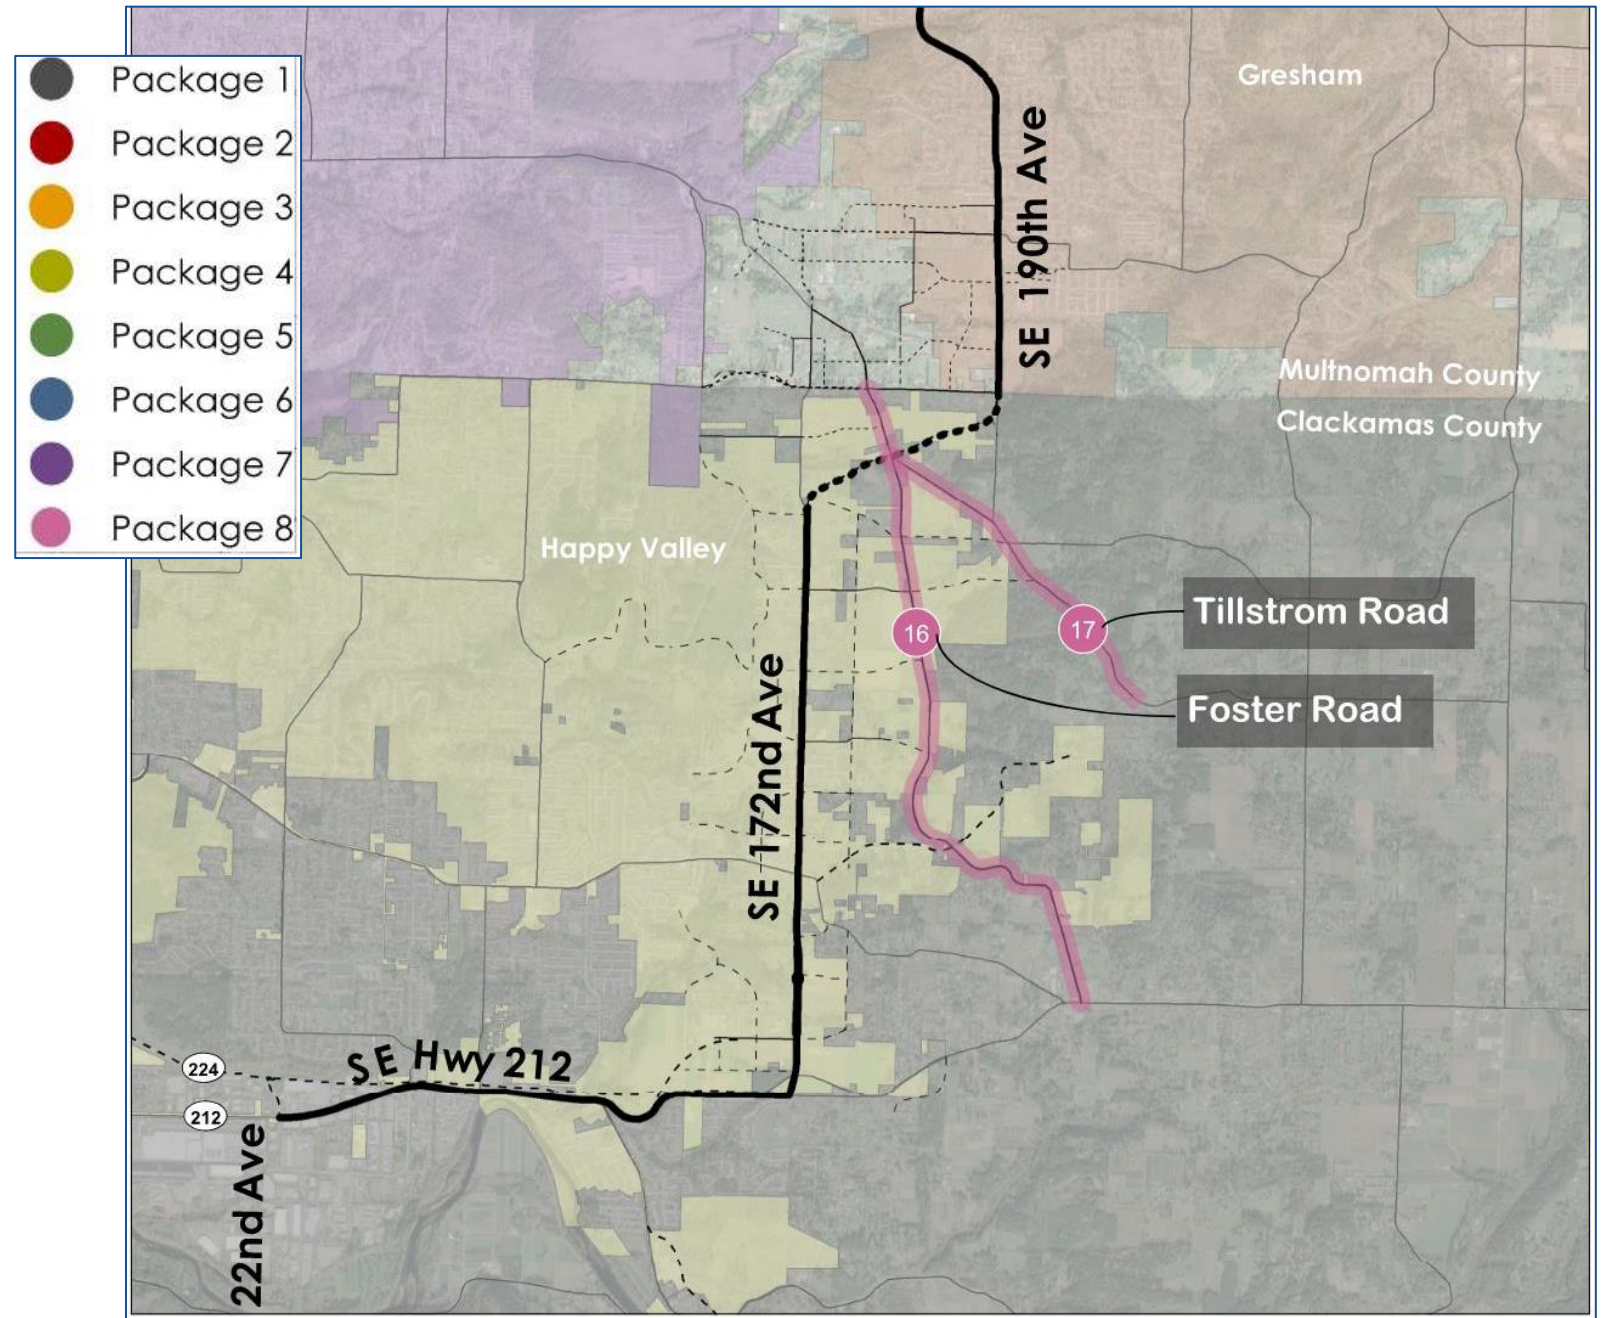 Package 1
Package 2
Package 3
Package 4
Package 5
Package 6
Package 7
Package 8
Gresham
SE 190th Ave
Multnomah County
Clackamas County
Happy Valley
Tillstrom Road
16
17
Foster Road
SE 172nd Ave
SE Hwy 212
224
212
22nd Ave